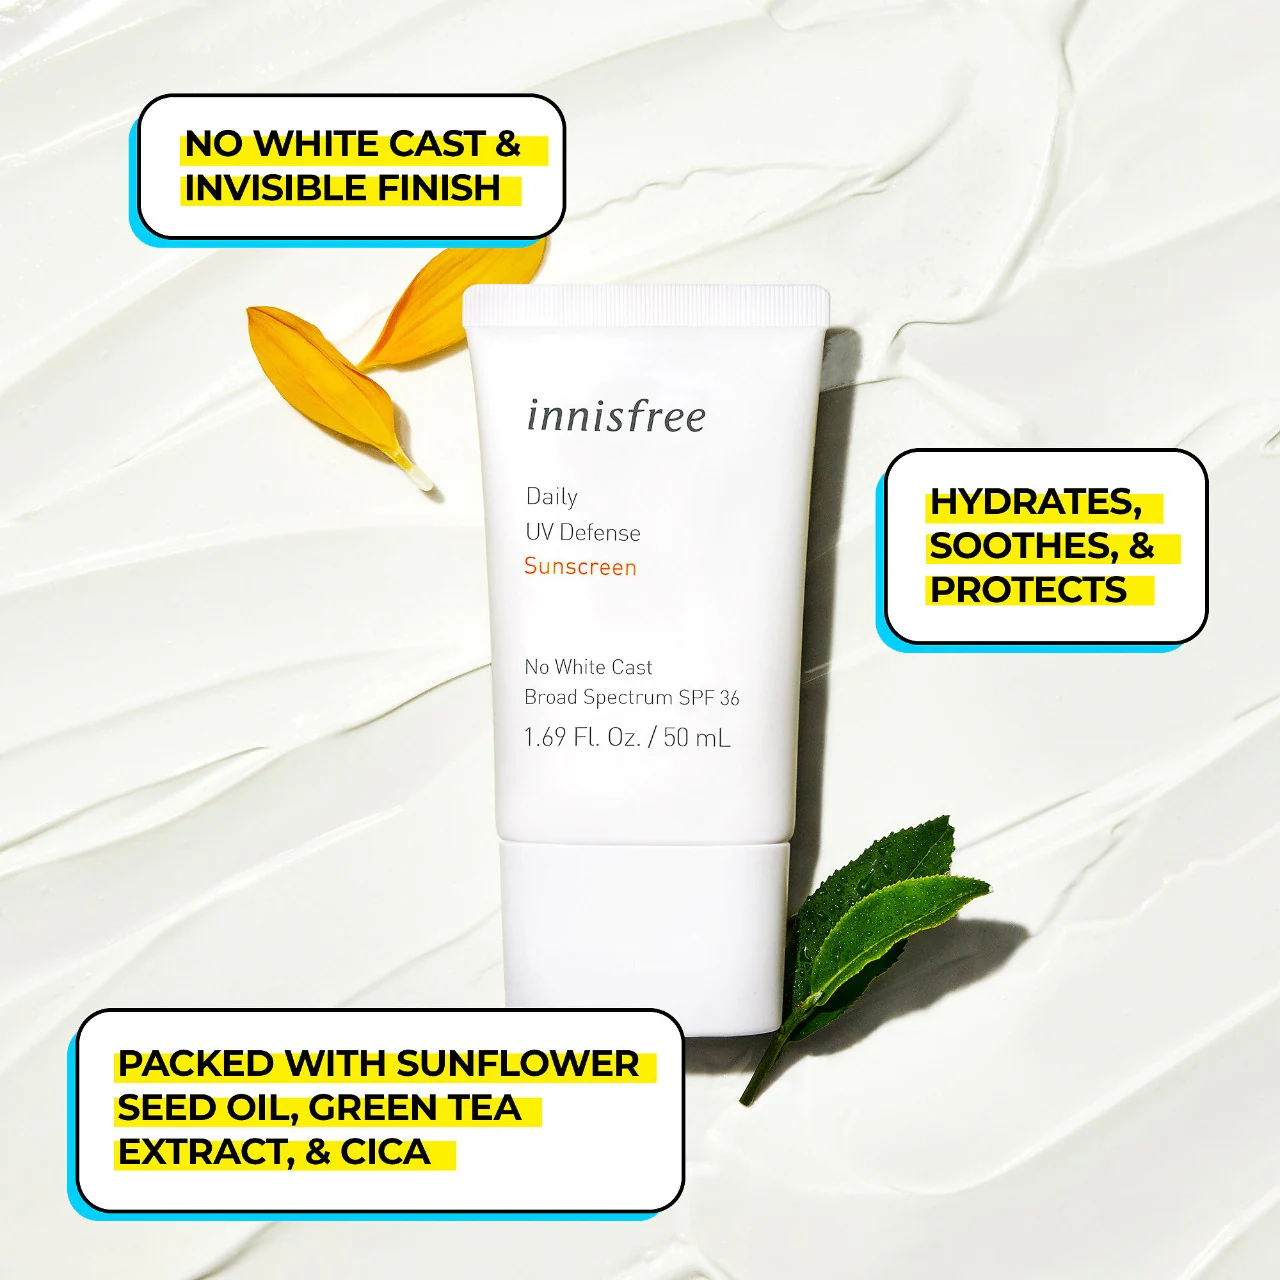 NO WHITE CAST &
INVISIBLE FINISH
innisfree
Daily
UV Defense
Sunscreen
No White Cast
Broad Spectrum SPF 36
1.69 Fl. Oz. / 50 mL
HYDRATES,
SOOTHES, &
PROTECTS
PACKED WITH SUNFLOWER
SEED OIL, GREEN TEA
EXTRACT, & CICA